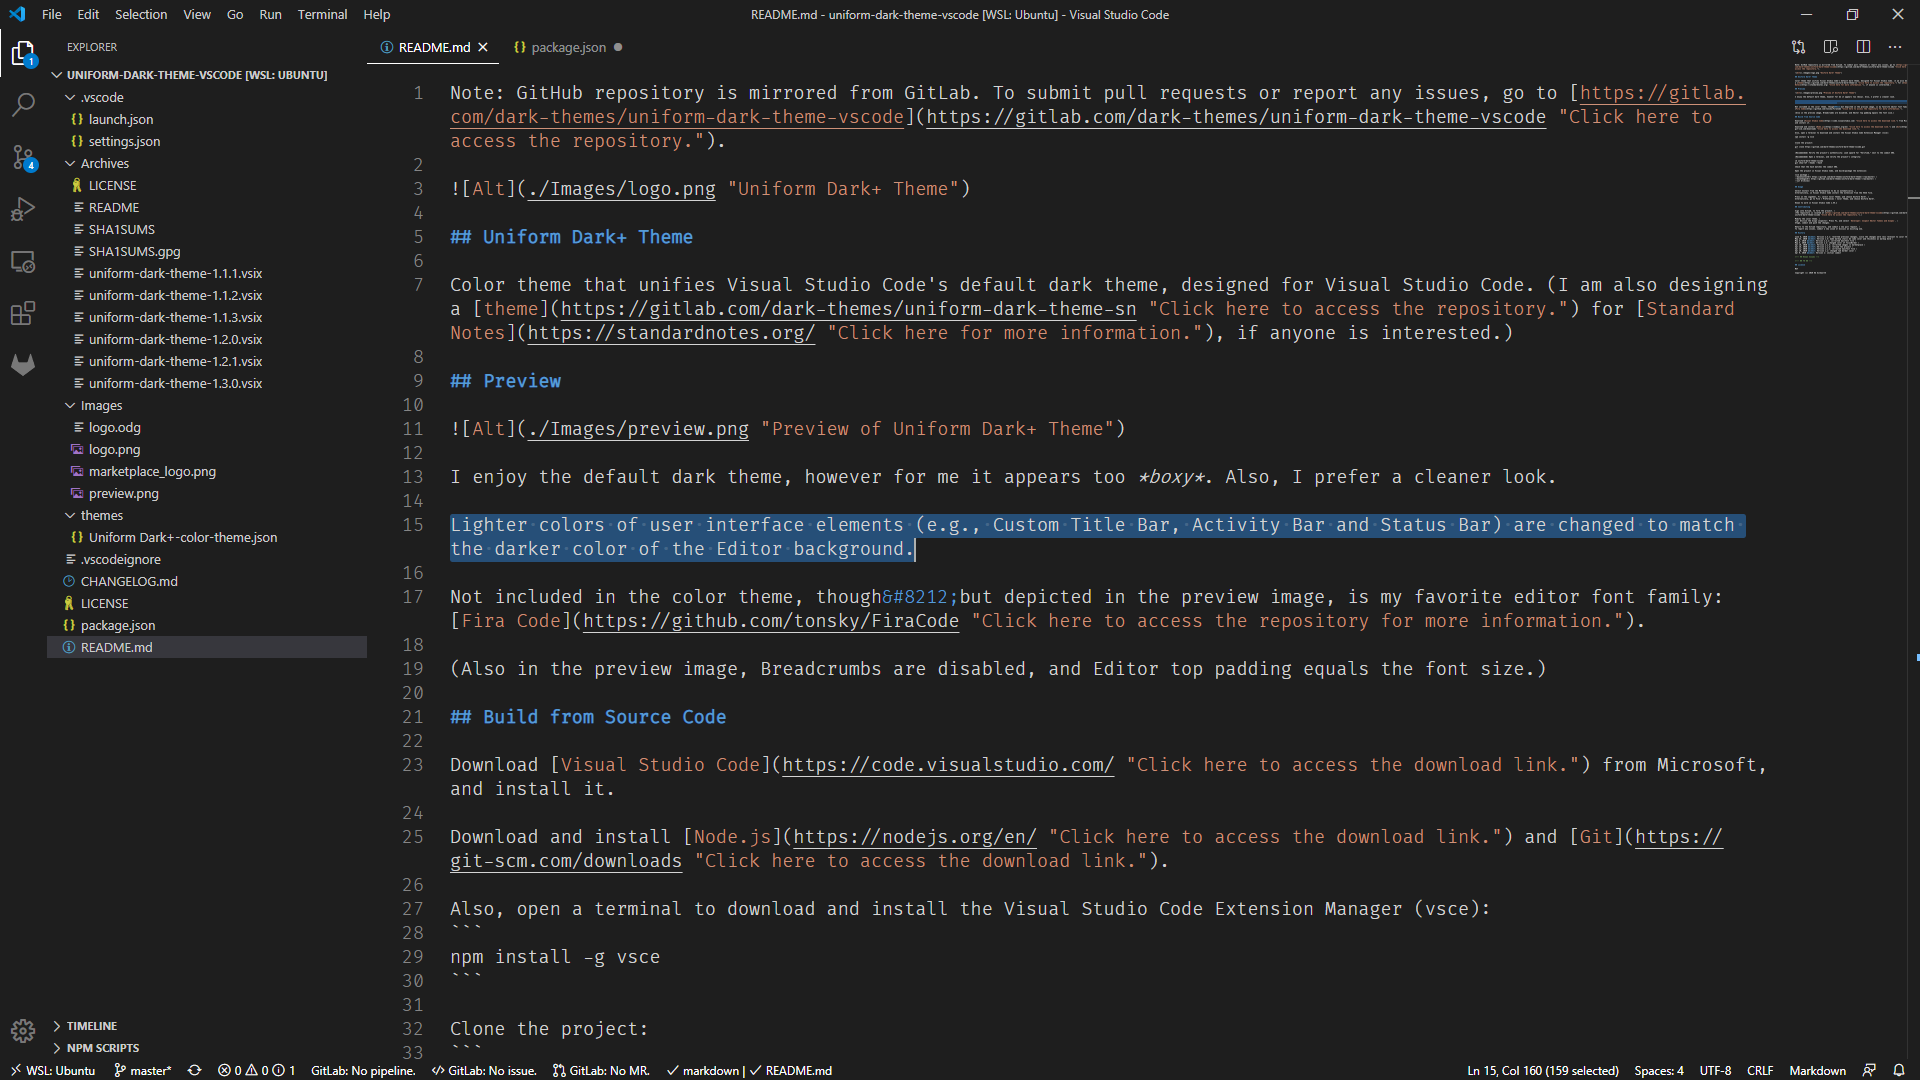 File Edit Selection View Go Run Terminal Help
README.md - uniform-dark-theme-vscode [WSL: Ubuntu] - Visual Studio Code
EXPLORER
README.md
package.json
1
4
UNIFORM-DARK-THEME-VSCODE [WSL: UBUNTU]
.vscode
launch.json
settings.json
Archives
LICENSE
README
SHA1SUMS
SHA1SUMS.gpg
uniform-dark-theme-1.1.1.vsix
uniform-dark-theme-1.1.2.vsix
uniform-dark-theme-1.1.3.vsix
uniform-dark-theme-1.2.0.vsix
uniform-dark-theme-1.2.1.vsix
uniform-dark-theme-1.3.0.vsix
Images
logo.odg
logo.png
marketplace_logo.png
preview.png
themes
Uniform Dark+-color-theme.json
.vscodeignore
CHANGELOG.md
LICENSE
package.json
README.md
TIMELINE
NPM SCRIPTS
1 Note: GitHub repository is mirrored from GitLab. To submit pull requests or report any issues, go to [https://gitlab.
com/dark-themes/uniform-dark-theme-vscode](https://gitlab.com/dark-themes/uniform-dark-theme-vscode "Click here to
access the repository.").
2
3 ![Alt](./Images/logo.png "Uniform Dark+ Theme")
4
5 ## Uniform Dark+ Theme
6
7 Color theme that unifies Visual Studio Code's default dark theme, designed for Visual Studio Code. (I am also designing
a [theme](https://gitlab.com/dark-themes/uniform-dark-theme-sn "Click here to access the repository.") for [Standard
Notes](https://standardnotes.org/ "Click here for more information."), if anyone is interested.)
8
9 ## Preview
10
11 ![Alt](./Images/preview.png "Preview of Uniform Dark+ Theme")
12
13 I enjoy the default dark theme, however for me it appears too *boxy*. Also, I prefer a cleaner look.
14
15 Lighter colors of user interface elements (e.g., Custom Title Bar, Activity Bar and Status Bar) are changed to match
the darker color of the Editor background.
16
17 Not included in the color theme, though&#8212;but depicted in the preview image, is my favorite editor font family:
[Fira Code](https://github.com/tonsky/FiraCode "Click here to access the repository for more information.").
18
19 (Also in the preview image, Breadcrumbs are disabled, and Editor top padding equals the font size.)
20
21 ## Build from Source Code
22
23 Download [Visual Studio Code](https://code.visualstudio.com/ "Click here to access the download link.") from Microsoft,
and install it.
24
25 Download and install [Node.js](https://nodejs.org/en/ "Click here to access the download link.") and [Git](https://
git-scm.com/downloads "Click here to access the download link.").
26
27 Also, open a terminal to download and install the Visual Studio Code Extension Manager (vsce):
28 ```
29 npm install -g vsce
30 ```
31
32 Clone the project:
33 ```
WSL: Ubuntu master* 0 0 1 GitLab: No pipeline. GitLab: No issue. GitLab: No MR. markdown | README.md
Ln 15, Col 160 (159 selected) Spaces: 4 UTF-8 CRLF Markdown